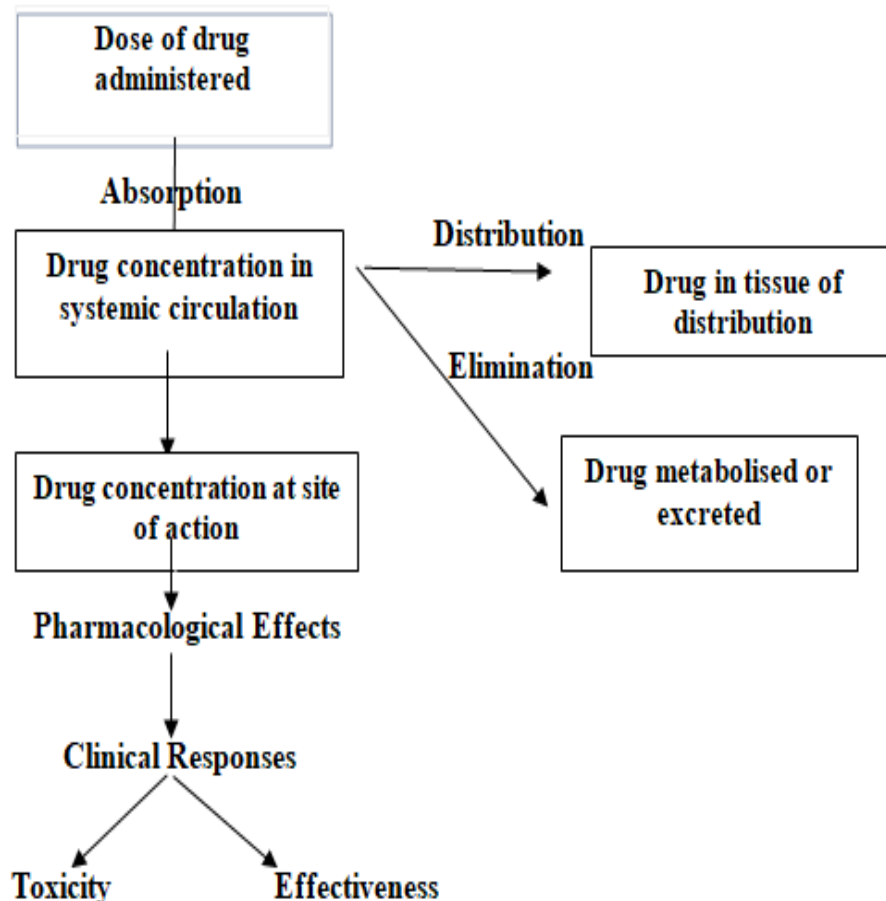 Dose of drug
administered
Absorption
Drug concentration in
systemic circulation
Distribution
Drug in tissue of
distribution
Elimination
Drug concentration at site
of action
Drug metabolised or
excreted
Pharmacological Effects
Clinical Responses
Toxicity
Effectiveness